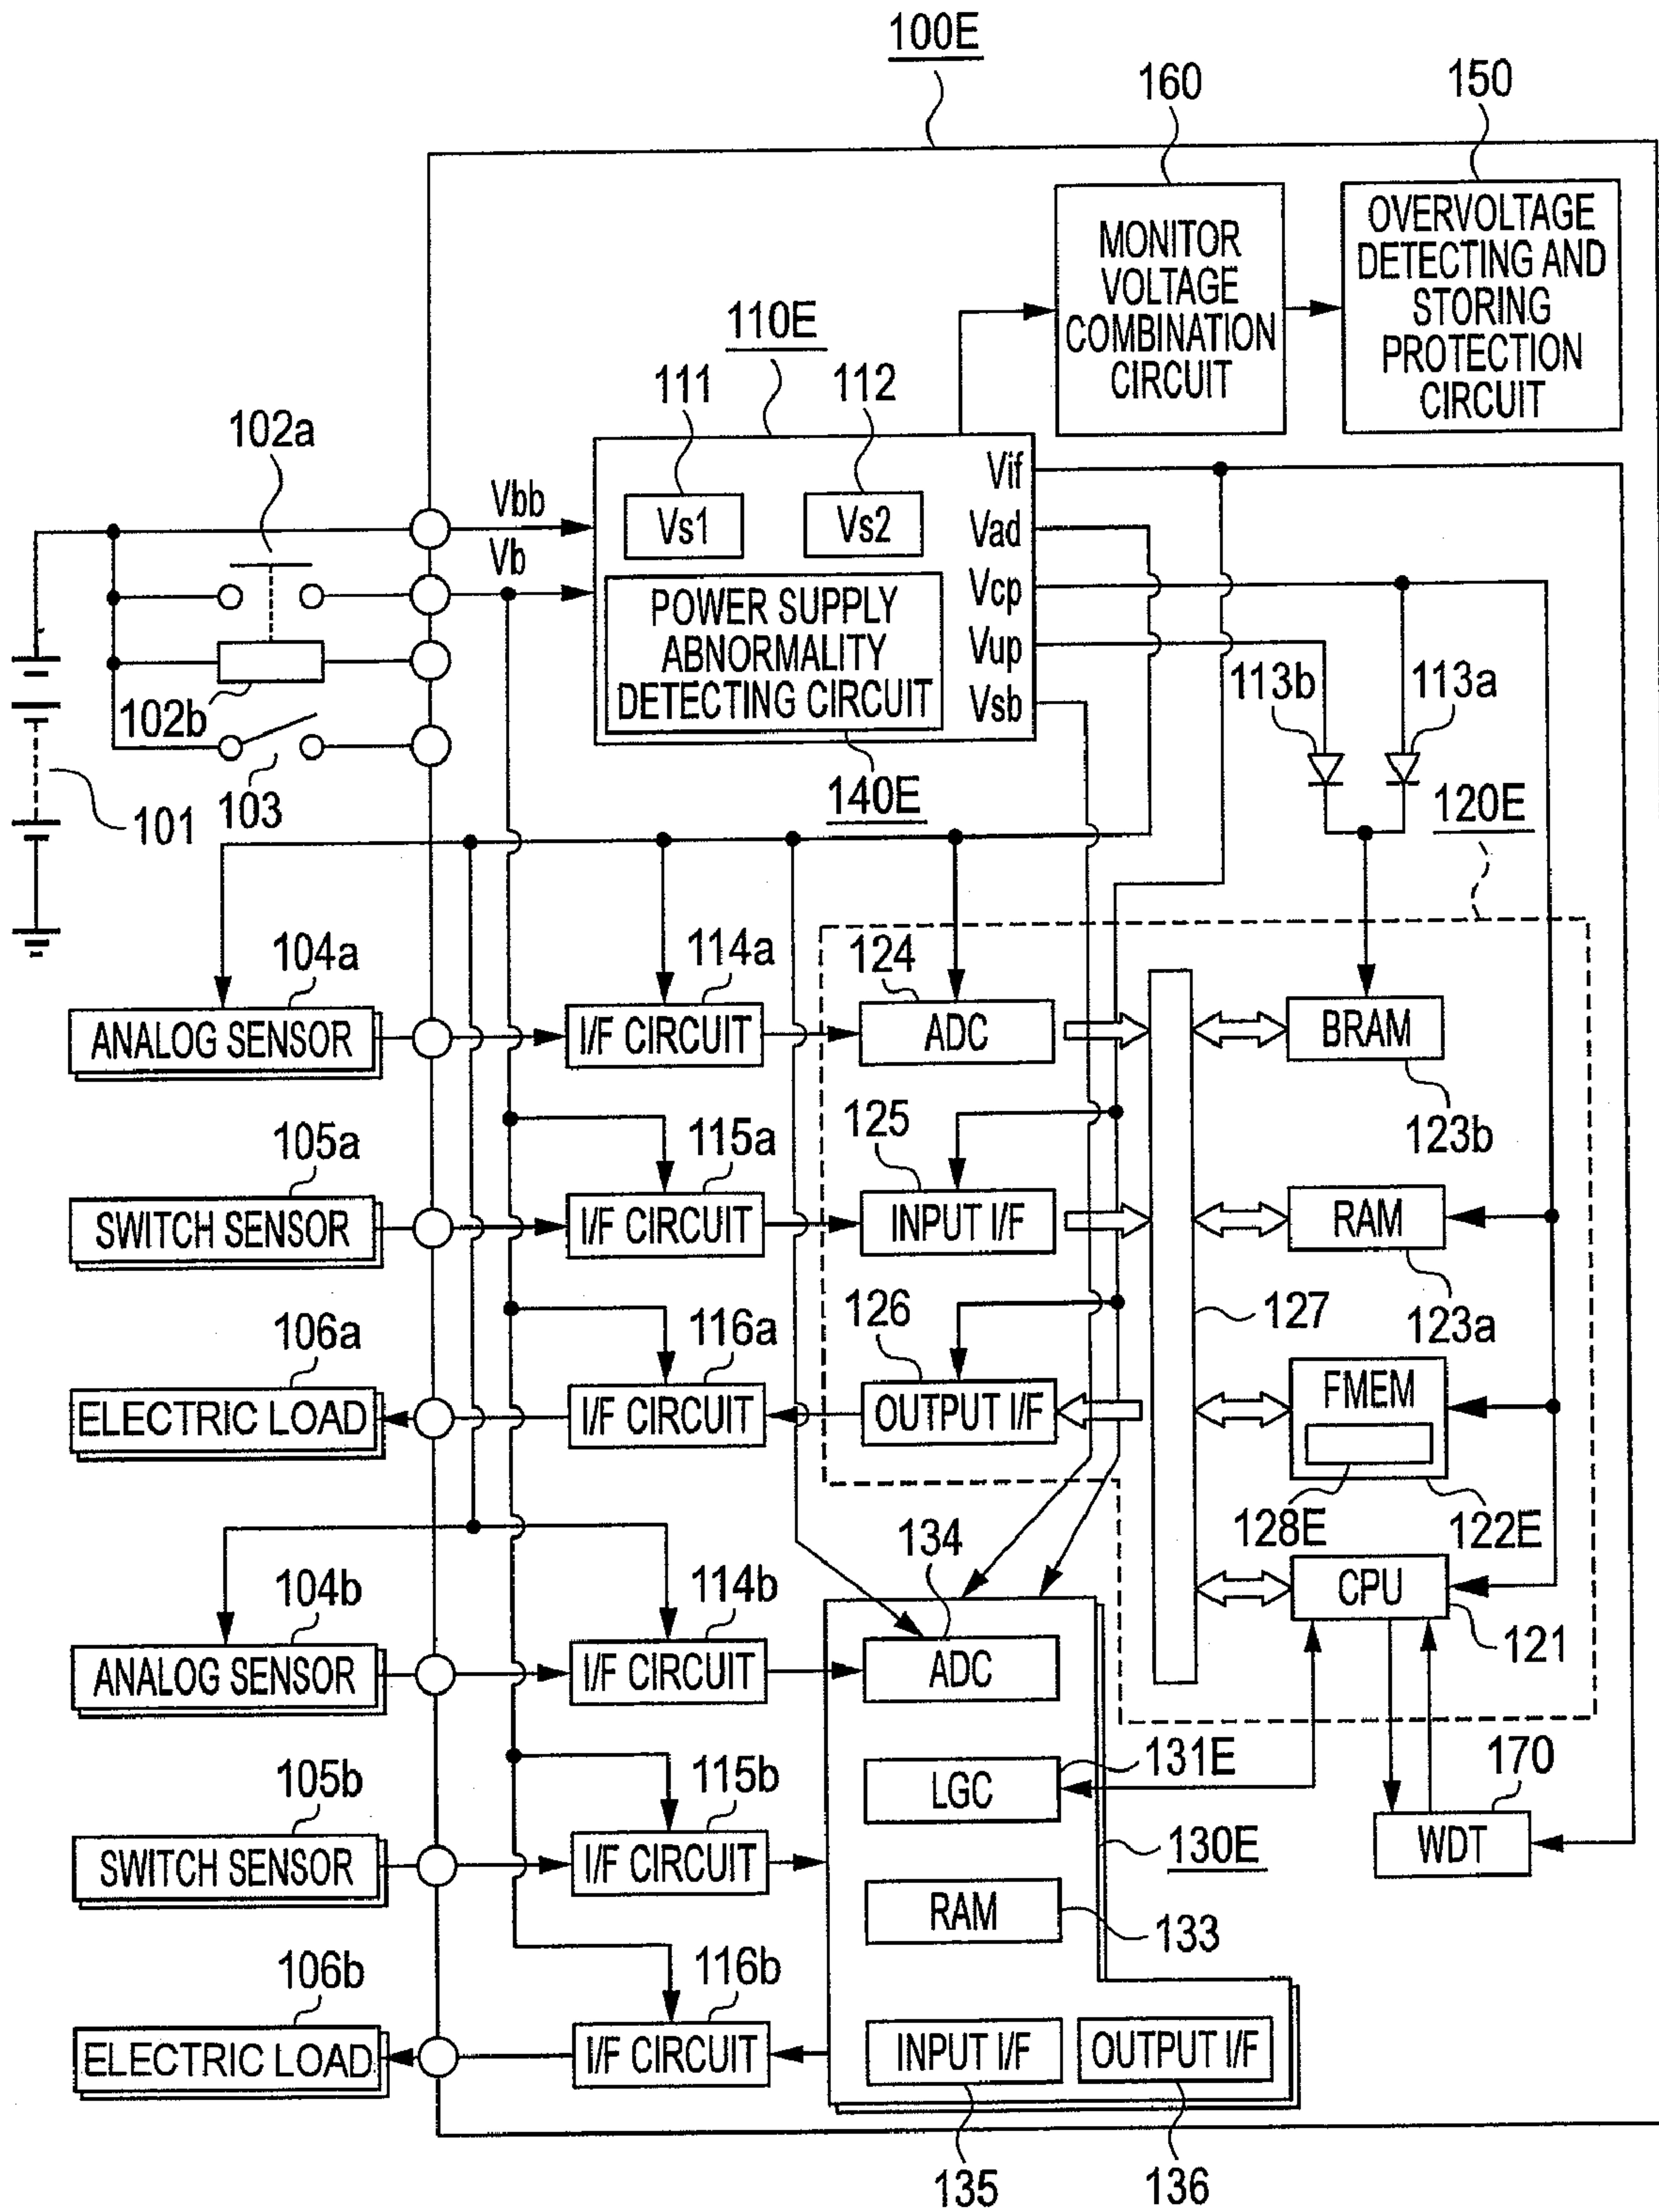 100E
160
150
MONITOR
VOLTAGE
COMBINATION
CIRCUIT
OVERVOLTAGE
DETECTING AND
STORING
PROTECTION
CIRCUIT
110E
111
112
102a
Vbb
Vb
Vs1
Vs2
Vif
Vad
Vcp
Vup
Vsb
POWER SUPPLY
ABNORMALITY
DETECTING CIRCUIT
102b
103
101
140E
113b
113a
120E
104a
114a
124
ANALOG SENSOR
I/F CIRCUIT
ADC
BRAM
123b
105a
115a
125
SWITCH SENSOR
I/F CIRCUIT
INPUT I/F
RAM
123a
127
106a
116a
126
ELECTRIC LOAD
I/F CIRCUIT
OUTPUT I/F
FMEM
128E
122E
134
104b
114b
CPU
121
ANALOG SENSOR
I/F CIRCUIT
ADC
131E
170
105b
115b
LGC
WDT
SWITCH SENSOR
I/F CIRCUIT
130E
RAM
133
106b
116b
ELECTRIC LOAD
I/F CIRCUIT
INPUT I/F
OUTPUT I/F
135
136